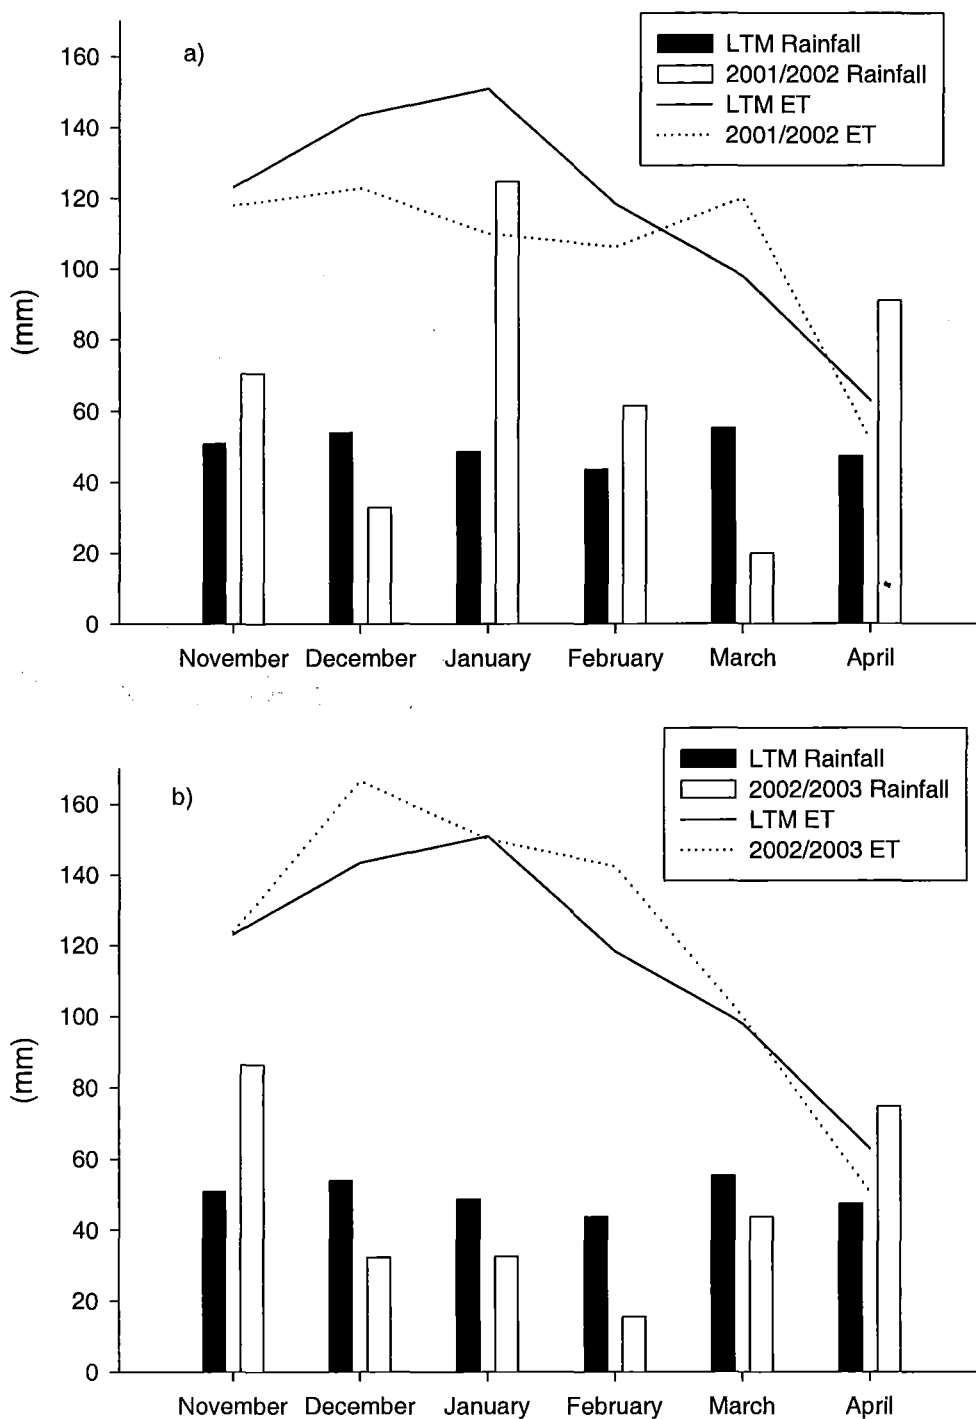 a)
LTM Rainfall
2001/2002 Rainfall
LTM ET
2001/2002 ET
160
140
120
100
80
60
40
20
0
(mm)
November December January February March April
b)
LTM Rainfall
2002/2003 Rainfall
LTM ET
2002/2003 ET
160
140
120
100
80
60
40
20
0
(mm)
November December January February March April